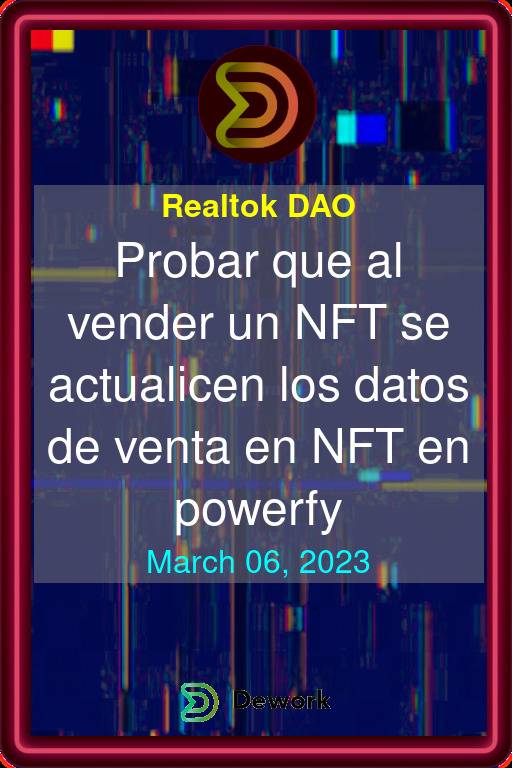 Realtok DAO
Probar que al
vender un NFT se
actualicen los datos
de venta en NFT en
powerfy
March 06, 2023
Dework